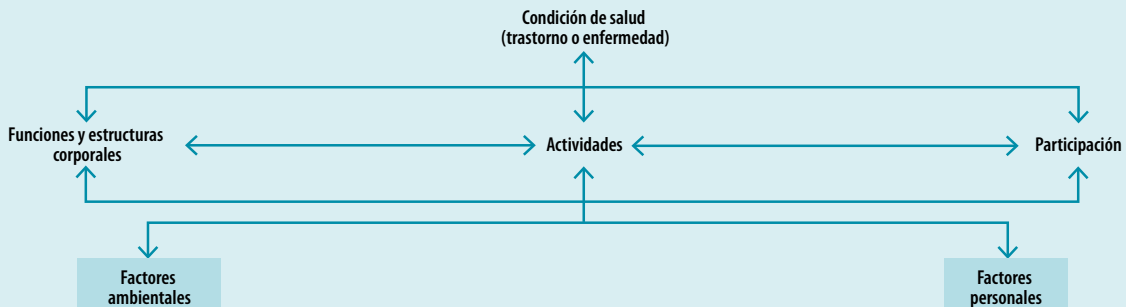 Condición de salud
(trastorno o enfermedad)
Funciones y estructuras
corporales
Actividades
Participación
Factores
ambientales
Factores
personales